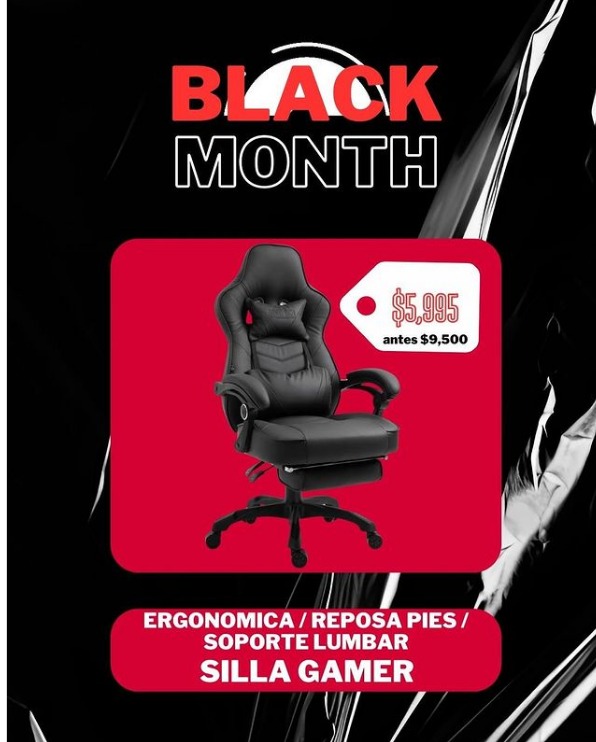 BLACK
MONTH
$5,995
antes $9,500
ERGONOMICA / REPOSA PIES /
SOPORTE LUMBAR
SILLA GAMER